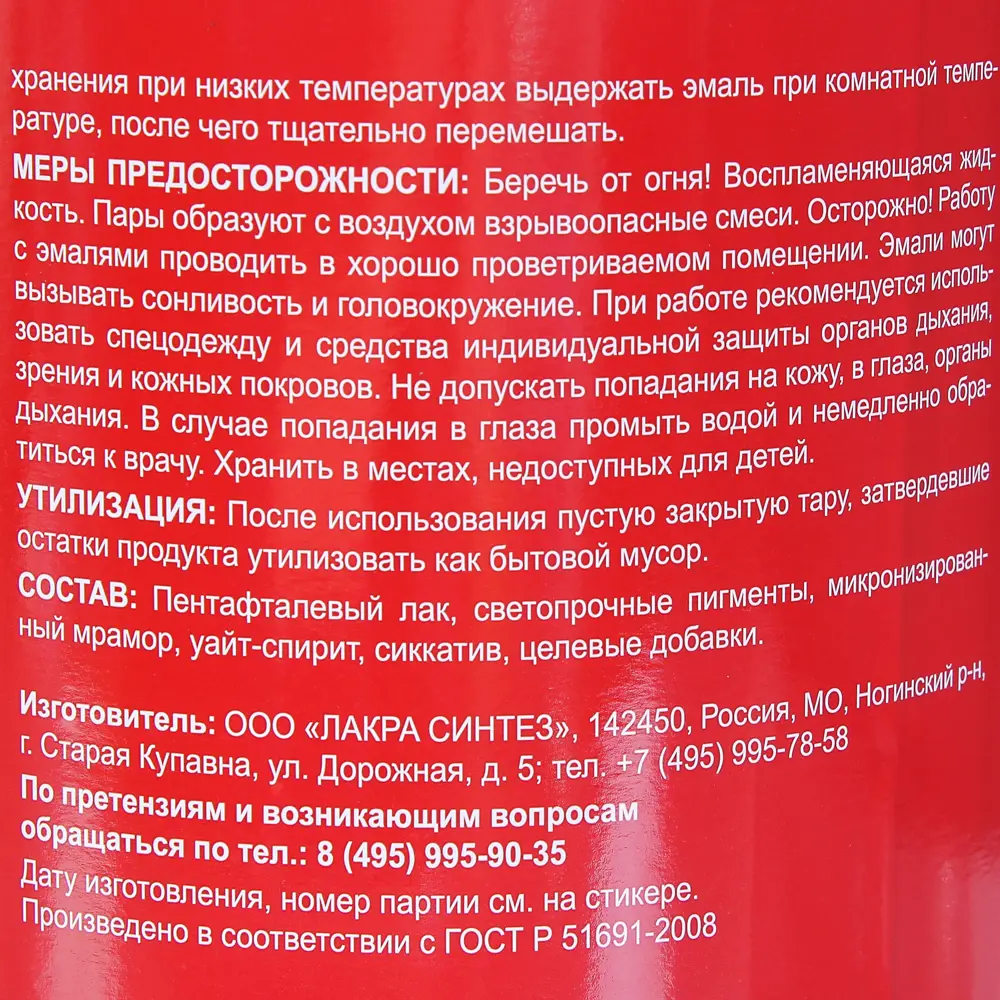 хранения при низких температурах выдержать эмаль при комнатной темпе-
ратуре, после чего тщательно перемешать.
МЕРЫ ПРЕДОСТОРОЖНОСТИ: Беречь от огня! Воспламеняющаяся жид-
кость. Пары образуют с воздухом взрывоопасные смеси. Осторожно! Работу
с эмалями проводить в хорошо проветриваемом помещении. Эмали могут
вызывать сонливость и головокружение. При работе рекомендуется исполь-
зовать спецодежду и средства индивидуальной защиты органов дыхания,
зрения и кожных покровов. Не допускать попадания на кожу, в глаза, органы
дыхания. В случае попадания в глаза промыть водой и немедленно обра-
титься к врачу. Хранить в местах, недоступных для детей.
УТИЛИЗАЦИЯ: После использования пустую закрытую тару, затвердевшие
остатки продукта утилизовать как бытовой мусор.
СОСТАВ: Пентафталевый лак, светопрочные пигменты, микронизирован-
ный мрамор, уайт-спирит, сиккатив, целевые добавки.
Изготовитель: ООО «ЛАКРА СИНТЕЗ», 142450, Россия, МО, Ногинский р-н,
г. Старая Купавна, ул. Дорожная, д. 5; тел. +7 (495) 995-78-58
По претензиям и возникающим вопросам
обращаться по тел.: 8 (495) 995-90-35
Дату изготовления, номер партии см. на стикере.
Произведено в соответствии с ГОСТ Р 51691-2008